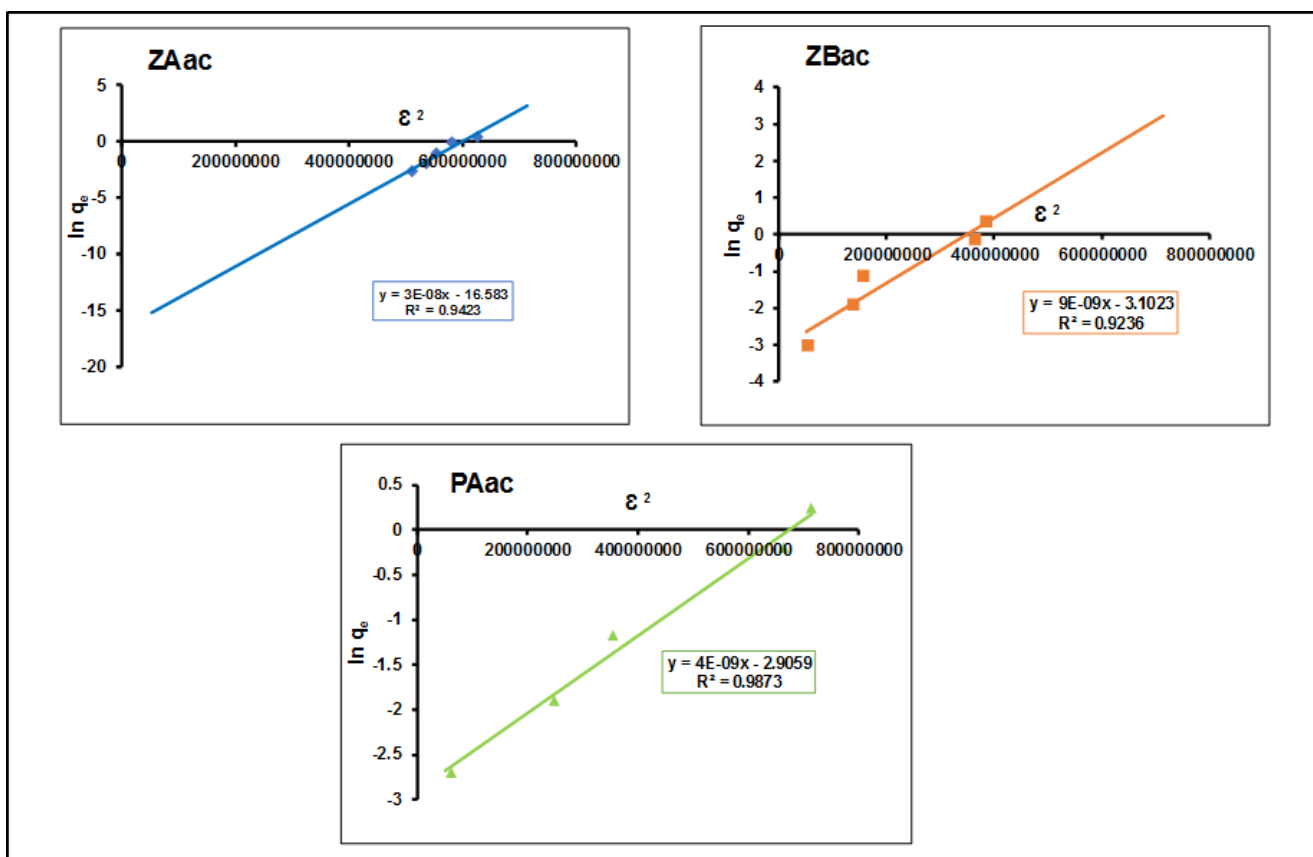 ZAac
5
ε ²
0
0
200000000
400000000
600000000
800000000
-5
-10
-15
-20
ln qₑ
y = 3E-08x - 16.583
R² = 0.9423
ZBac
4
3
2
1
ε ²
0
0
200000000
400000000
600000000
800000000
-1
-2
-3
-4
ln qₑ
y = 9E-09x - 3.1023
R² = 0.9236
PAac
0.5
ε ²
0
0
200000000
400000000
600000000
800000000
-0.5
-1
-1.5
-2
-2.5
-3
ln qₑ
y = 4E-09x - 2.9059
R² = 0.9873